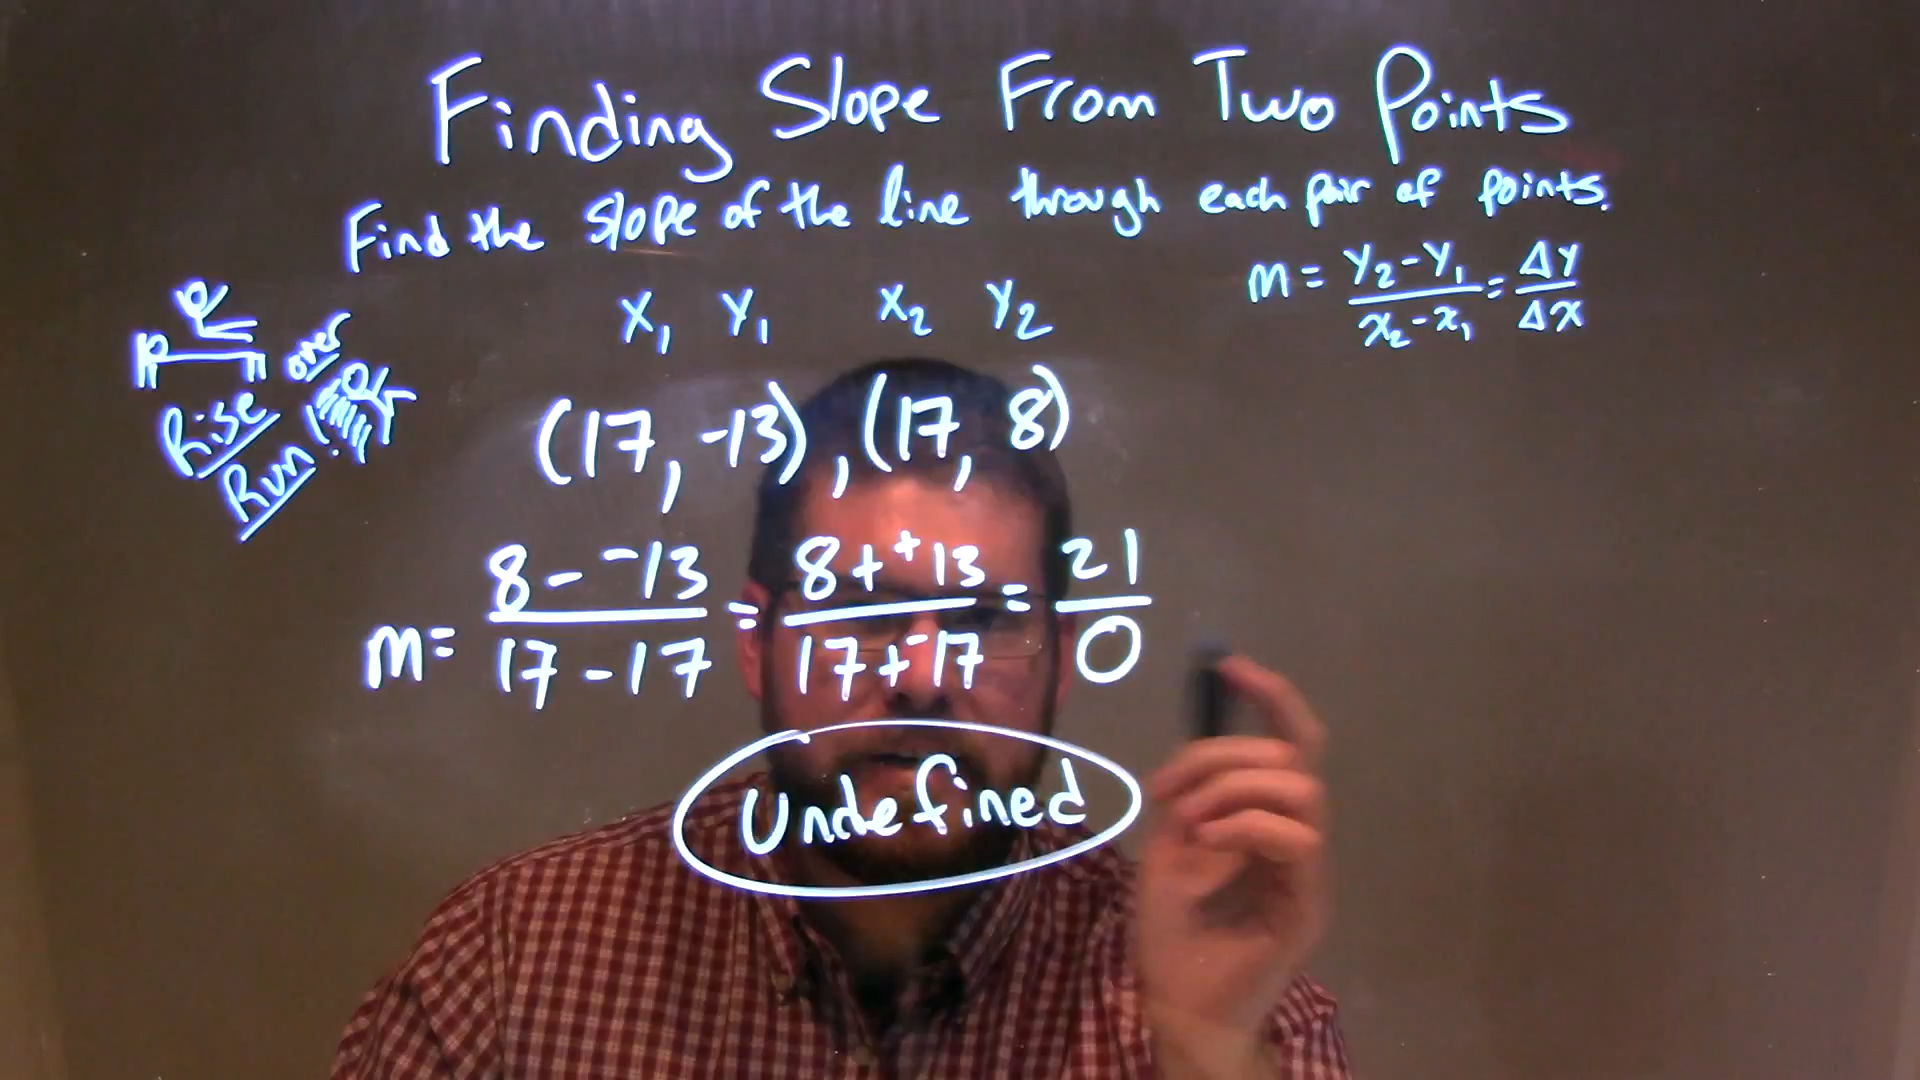 Finding Slope From Two Points
Find the slope of the line through each pair of points.
m = y₂-y₁/x₂-x₁ = Δy/Δx
x₁ y₁ x₂ y₂
over
Rise
Run
(17, -13), (17, 8)
m = 8 - -13/17 - 17 = 8 + +13/17 + -17 = 21/0
Undefined